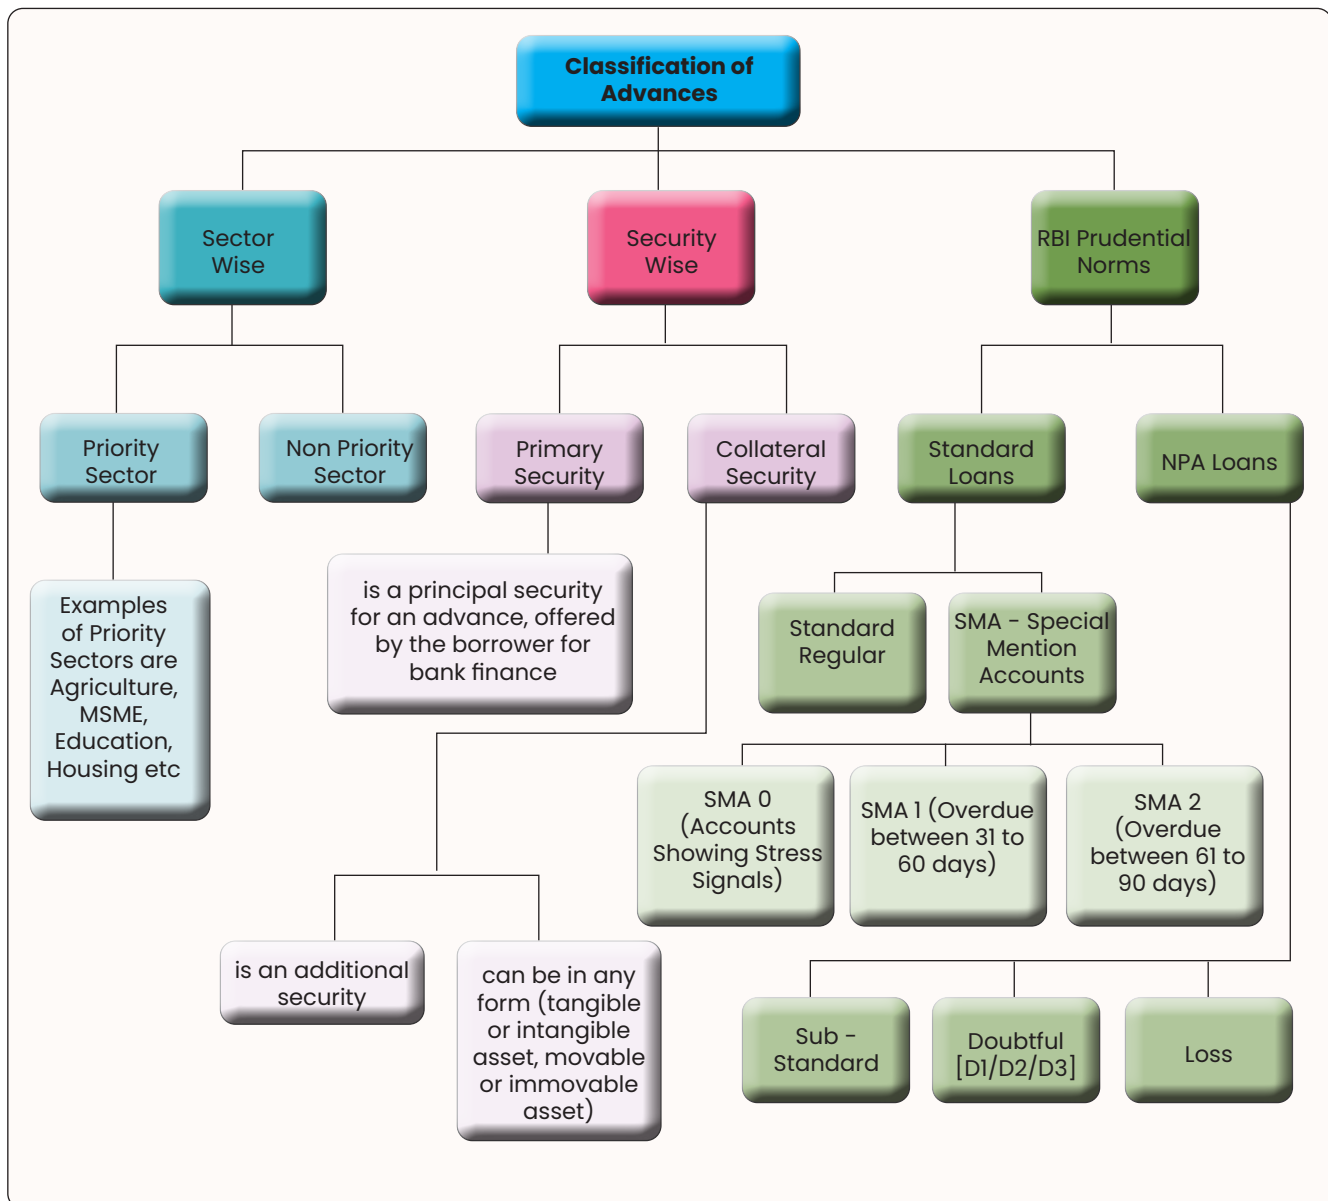 Classification of
Advances
Sector
Wise
Security
Wise
RBI Prudential
Norms
Priority
Sector
Non Priority
Sector
Primary
Security
Collateral
Security
Standard
Loans
NPA Loans
Examples
of Priority
Sectors are
Agriculture,
MSME,
Education,
Housing etc
is a principal security
for an advance, offered
by the borrower for
bank finance
Standard
Regular
SMA - Special
Mention
Accounts
SMA 0
(Accounts
Showing Stress
Signals)
SMA 1 (Overdue
between 31 to
60 days)
SMA 2
(Overdue
between 61 to
90 days)
is an additional
security
can be in any
form (tangible
or intangible
asset, movable
or immovable
asset)
Sub -
Standard
Doubtful
[D1/D2/D3]
Loss